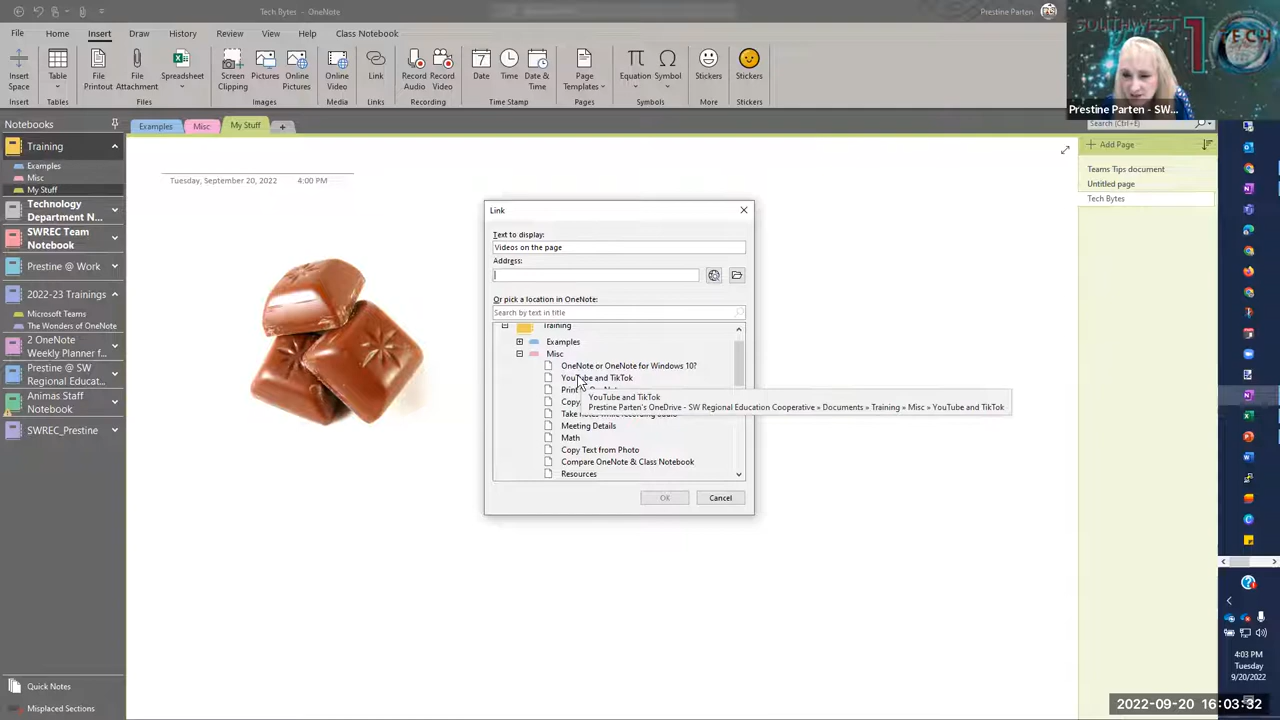 Tech Bytes - OneNote
Prestine Parten
File Home Insert Draw History Review View Help Class Notebook
Insert Space
Table
File Printout
File Attachment
Spreadsheet
Screen Clipping
Pictures
Online Pictures
Online Video
Link
Record Audio
Record Video
Date
Time
Date & Time
Page Templates
Equation
Symbol
Stickers
Stickers
Insert Tables Files Images Media Links Recording Time Stamp Pages Symbols More Stickers
SOUTHWEST
TECH
Prestine Parten - SW...
Notebooks
Examples Misc My Stuff
Search (Ctrl+E)
Training
Examples
Misc
My Stuff
Technology
Department N...
SWREC Team
Notebook
Prestine @ Work
2022-23 Trainings
Microsoft Teams
The Wonders of OneNote
2 OneNote
Weekly Planner f...
Prestine @ SW
Regional Educat...
Animas Staff
Notebook
SWREC_Prestine
Quick Notes
Misplaced Sections
Tuesday, September 20, 2022 4:00 PM
Link
Text to display:
Videos on the page
Address:
Or pick a location in OneNote:
Search by text in title
Training
Examples
Misc
OneNote or OneNote for Windows 10?
YouTube and TikTok
YouTube and TikTok
Prestine Parten's OneDrive - SW Regional Education Cooperative » Documents » Training » Misc » YouTube and TikTok
Copy
Meeting Details
Math
Copy Text from Photo
Compare OneNote & Class Notebook
Resources
OK Cancel
Add Page
Teams Tips document
Untitled page
Tech Bytes
4:03 PM
Tuesday
9/20/2022
2022-09-20 16:03:32